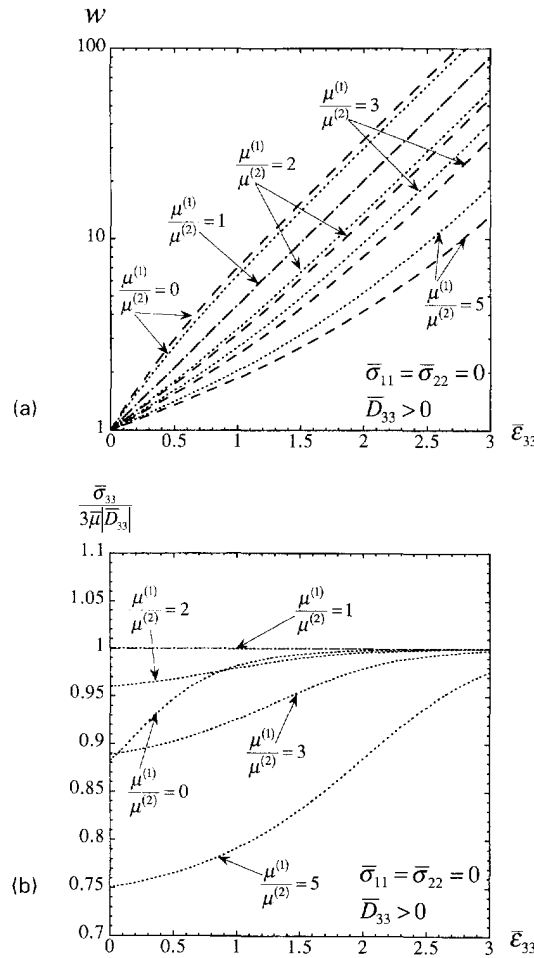 w
100
10
1
μ⁽¹⁾/μ⁽²⁾ = 3
μ⁽¹⁾/μ⁽²⁾ = 2
μ⁽¹⁾/μ⁽²⁾ = 1
μ⁽¹⁾/μ⁽²⁾ = 0
μ⁽¹⁾/μ⁽²⁾ = 5
σ̅₁₁ = σ̅₂₂ = 0
D̅₃₃ > 0
(a)
0 0.5 1 1.5 2 2.5 3 ε̅₃₃
σ̅₃₃/3μ̅|D̅₃₃|
1.1
1.05
1
0.95
0.9
0.85
0.8
0.75
0.7
μ⁽¹⁾/μ⁽²⁾ = 2
μ⁽¹⁾/μ⁽²⁾ = 1
μ⁽¹⁾/μ⁽²⁾ = 3
μ⁽¹⁾/μ⁽²⁾ = 0
μ⁽¹⁾/μ⁽²⁾ = 5
σ̅₁₁ = σ̅₂₂ = 0
D̅₃₃ > 0
(b)
0 0.5 1 1.5 2 2.5 3 ε̅₃₃